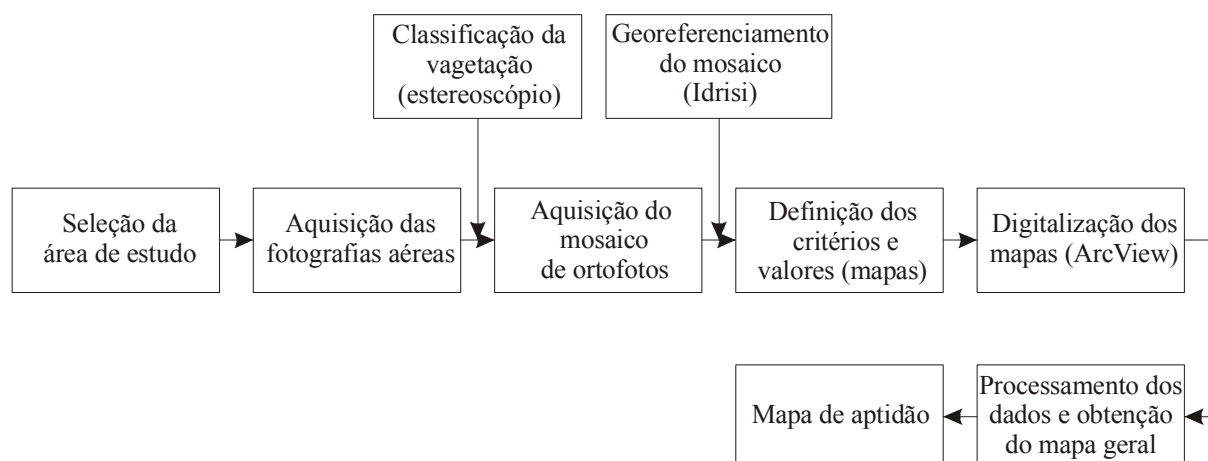 Classificação da
vagetação
(estereoscópio)
Georeferenciamento
do mosaico
(Idrisi)
Seleção da
área de estudo
Aquisição das
fotografias aéreas
Aquisição do
mosaico
de ortofotos
Definição dos
critérios e
valores (mapas)
Digitalização dos
mapas (ArcView)
Mapa de aptidão
Processamento dos
dados e obtenção
do mapa geral